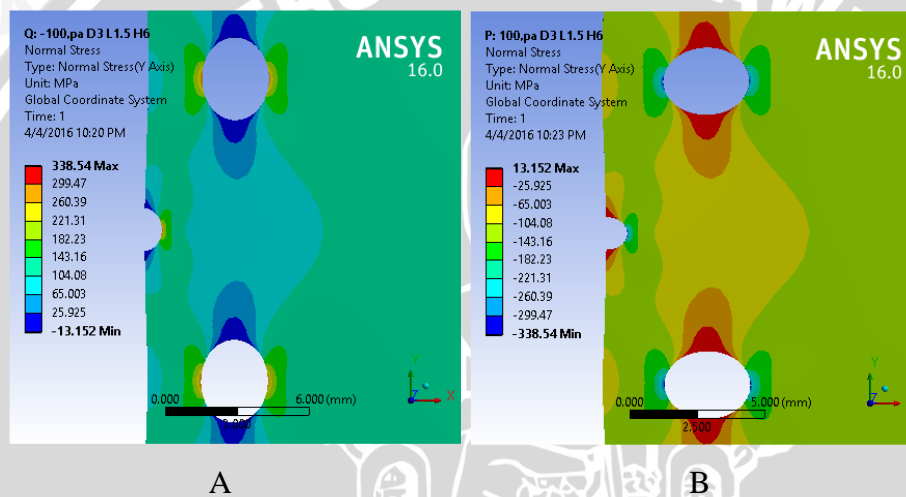 Q: -100,pa D3 L1.5 H6
Normal Stress
Type: Normal Stress(Y Axis)
Unit: MPa
Global Coordinate System
Time: 1
4/4/2016 10:20 PM
338.54 Max
299.47
260.39
221.31
182.23
143.16
104.08
65.003
25.925
-13.152 Min
ANSYS
16.0
0.000
6.000 (mm)
3.000
Y
Z
X
P: 100,pa D3 L1.5 H6
Normal Stress
Type: Normal Stress(Y Axis)
Unit: MPa
Global Coordinate System
Time: 1
4/4/2016 10:23 PM
13.152 Max
-25.925
-65.003
-104.08
-143.16
-182.23
-221.31
-260.39
-299.47
-338.54 Min
ANSYS
16.0
0.000
5.000 (mm)
2.500
Y
Z
X
A
B